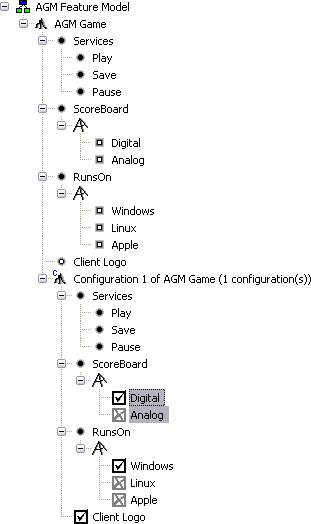 AGM Feature Model
AGM Game
Services
Play
Save
Pause
ScoreBoard
Digital
Analog
RunsOn
Windows
Linux
Apple
Client Logo
C Configuration 1 of AGM Game (1 configuration(s))
Services
Play
Save
Pause
ScoreBoard
Digital
Analog
RunsOn
Windows
Linux
Apple
Client Logo